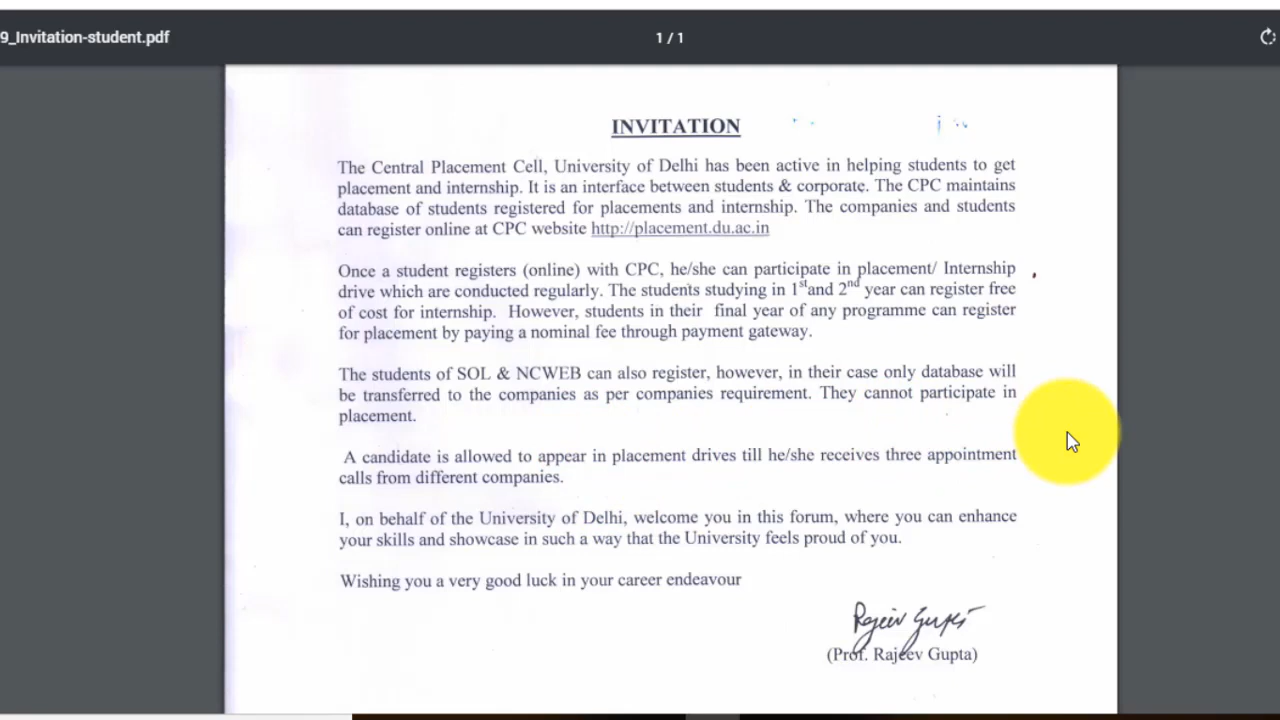 9_Invitation-student.pdf
1 / 1
INVITATION
The Central Placement Cell, University of Delhi has been active in helping students to get
placement and internship. It is an interface between students & corporate. The CPC maintains
database of students registered for placements and internship. The companies and students
can register online at CPC website http://placement.du.ac.in
Once a student registers (online) with CPC, he/she can participate in placement/ Internship
drive which are conducted regularly. The students studying in 1st and 2nd year can register free
of cost for internship. However, students in their final year of any programme can register
for placement by paying a nominal fee through payment gateway.
The students of SOL & NCWEB can also register, however, in their case only database will
be transferred to the companies as per companies requirement. They cannot participate in
placement.
A candidate is allowed to appear in placement drives till he/she receives three appointment
calls from different companies.
I, on behalf of the University of Delhi, welcome you in this forum, where you can enhance
your skills and showcase in such a way that the University feels proud of you.
Wishing you a very good luck in your career endeavour
Rajeev Gupta
(Prof. Rajeev Gupta)